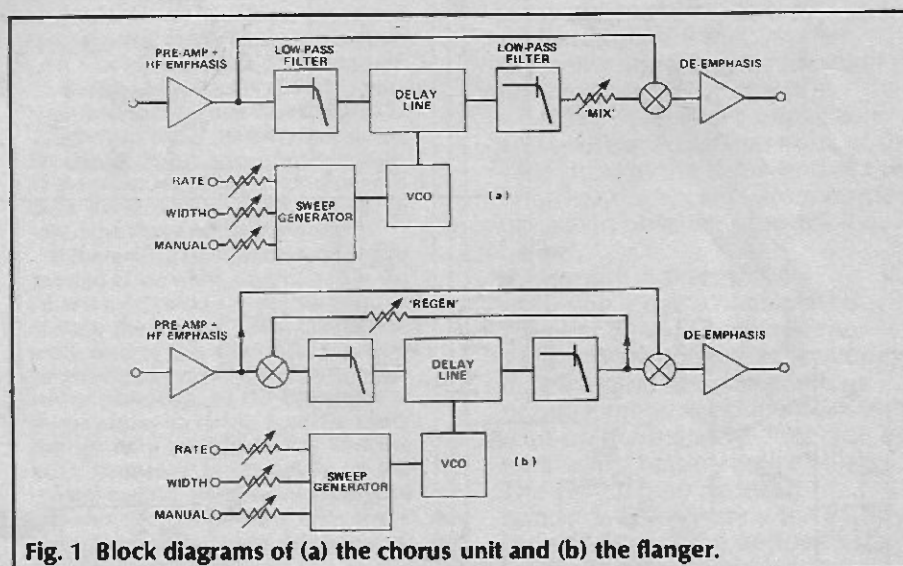 PRE-AMP +
HF EMPHASIS
LOW-PASS
FILTER
DELAY
LINE
LOW-PASS
FILTER
'MIX'
DE-EMPHASIS
RATE
WIDTH
MANUAL
SWEEP
GENERATOR
VCO
(a)
'REGEN'
PRE-AMP +
HF EMPHASIS
DELAY LINE
DE-EMPHASIS
RATE
WIDTH
MANUAL
SWEEP
GENERATOR
VCO
(b)
Fig. 1 Block diagrams of (a) the chorus unit and (b) the flanger.